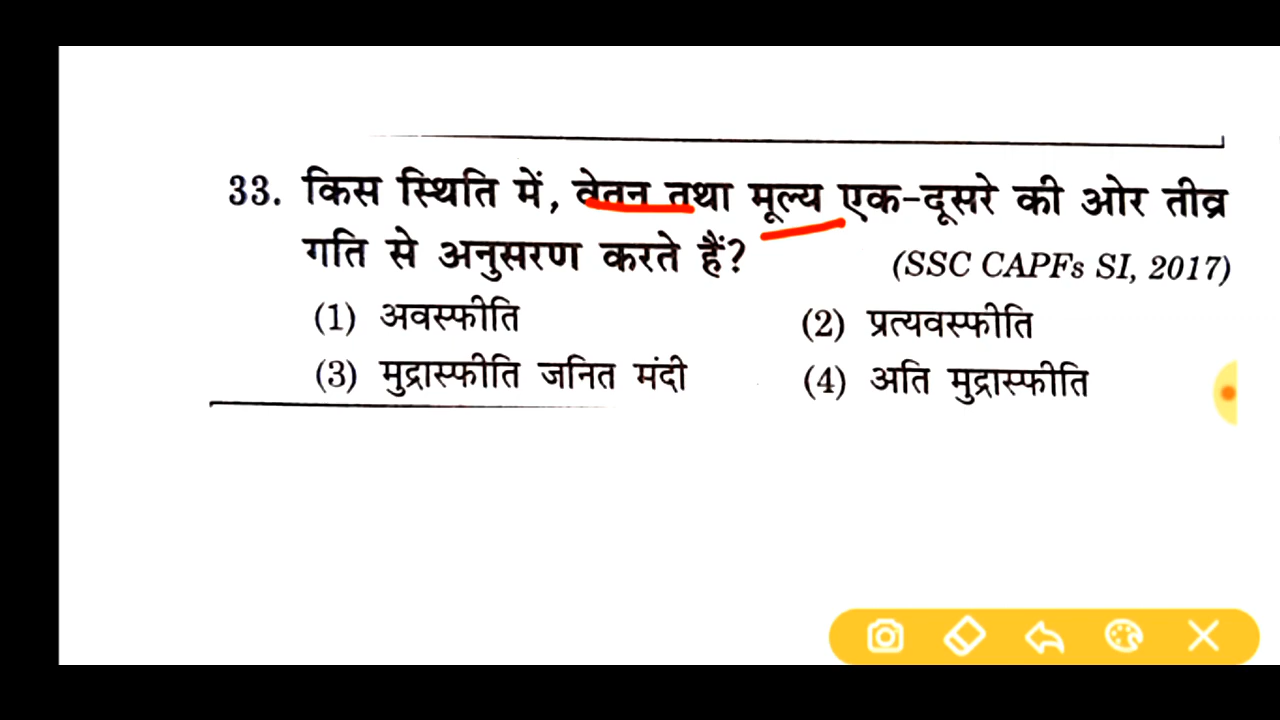 33. किस स्थिति में, वेतन तथा मूल्य एक-दूसरे की ओर तीव्र
गति से अनुसरण करते हैं? (SSC CAPFs SI, 2017)
(1) अवस्फीति (2) प्रत्यवस्फीति
(3) मुद्रास्फीति जनित मंदी (4) अति मुद्रास्फीति